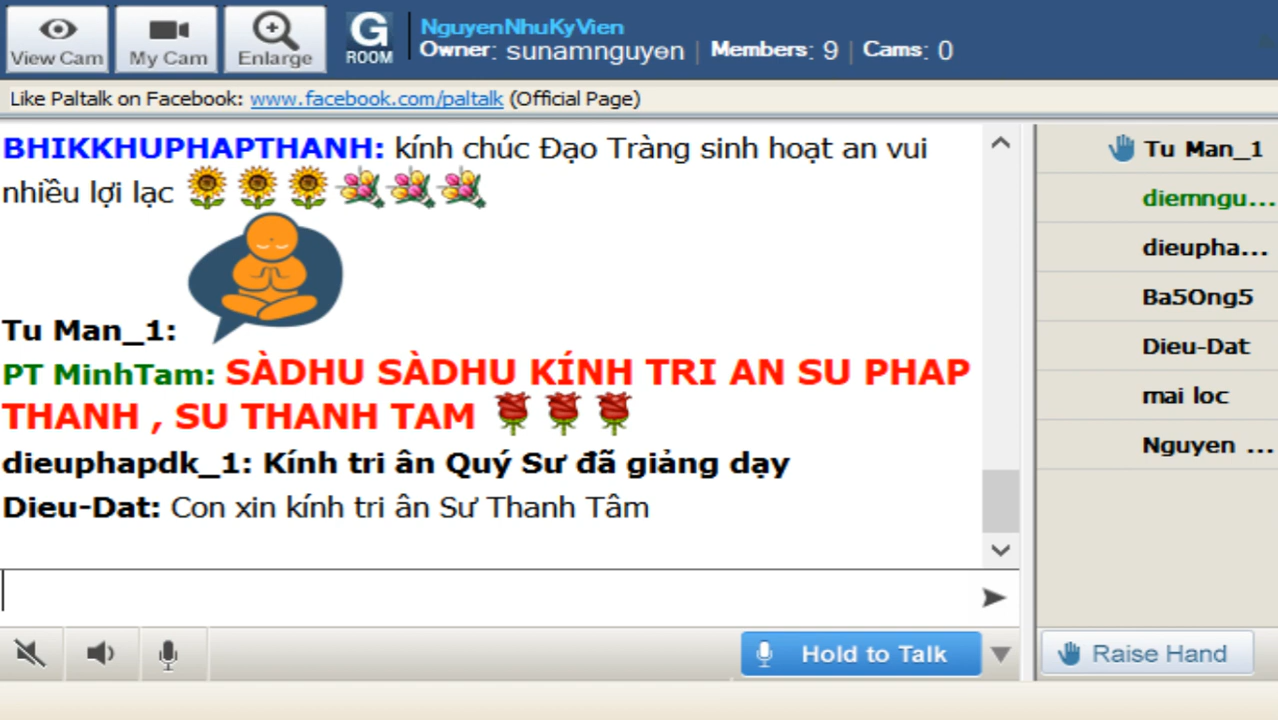 View Cam
My Cam
Enlarge
G
ROOM
NguyenNhuKyVien
Owner: sunamnguyen | Members: 9 | Cams: 0
Like Paltalk on Facebook: www.facebook.com/paltalk (Official Page)
BHIKKHUPHAPTHANH: kính chúc Đạo Tràng sinh hoạt an vui
nhiều lợi lạc
Tu Man_1:
PT MinhTam: SÀDHU SÀDHU KÍNH TRI AN SU PHAP
THANH , SU THANH TAM
dieuphapdk_1: Kính tri ân Quý Sư đã giảng dạy
Dieu-Dat: Con xin kính tri ân Sư Thanh Tâm
Hold to Talk
Tu Man_1
diemngu...
dieupha...
Ba5Ong5
Dieu-Dat
mai loc
Nguyen ...
Raise Hand